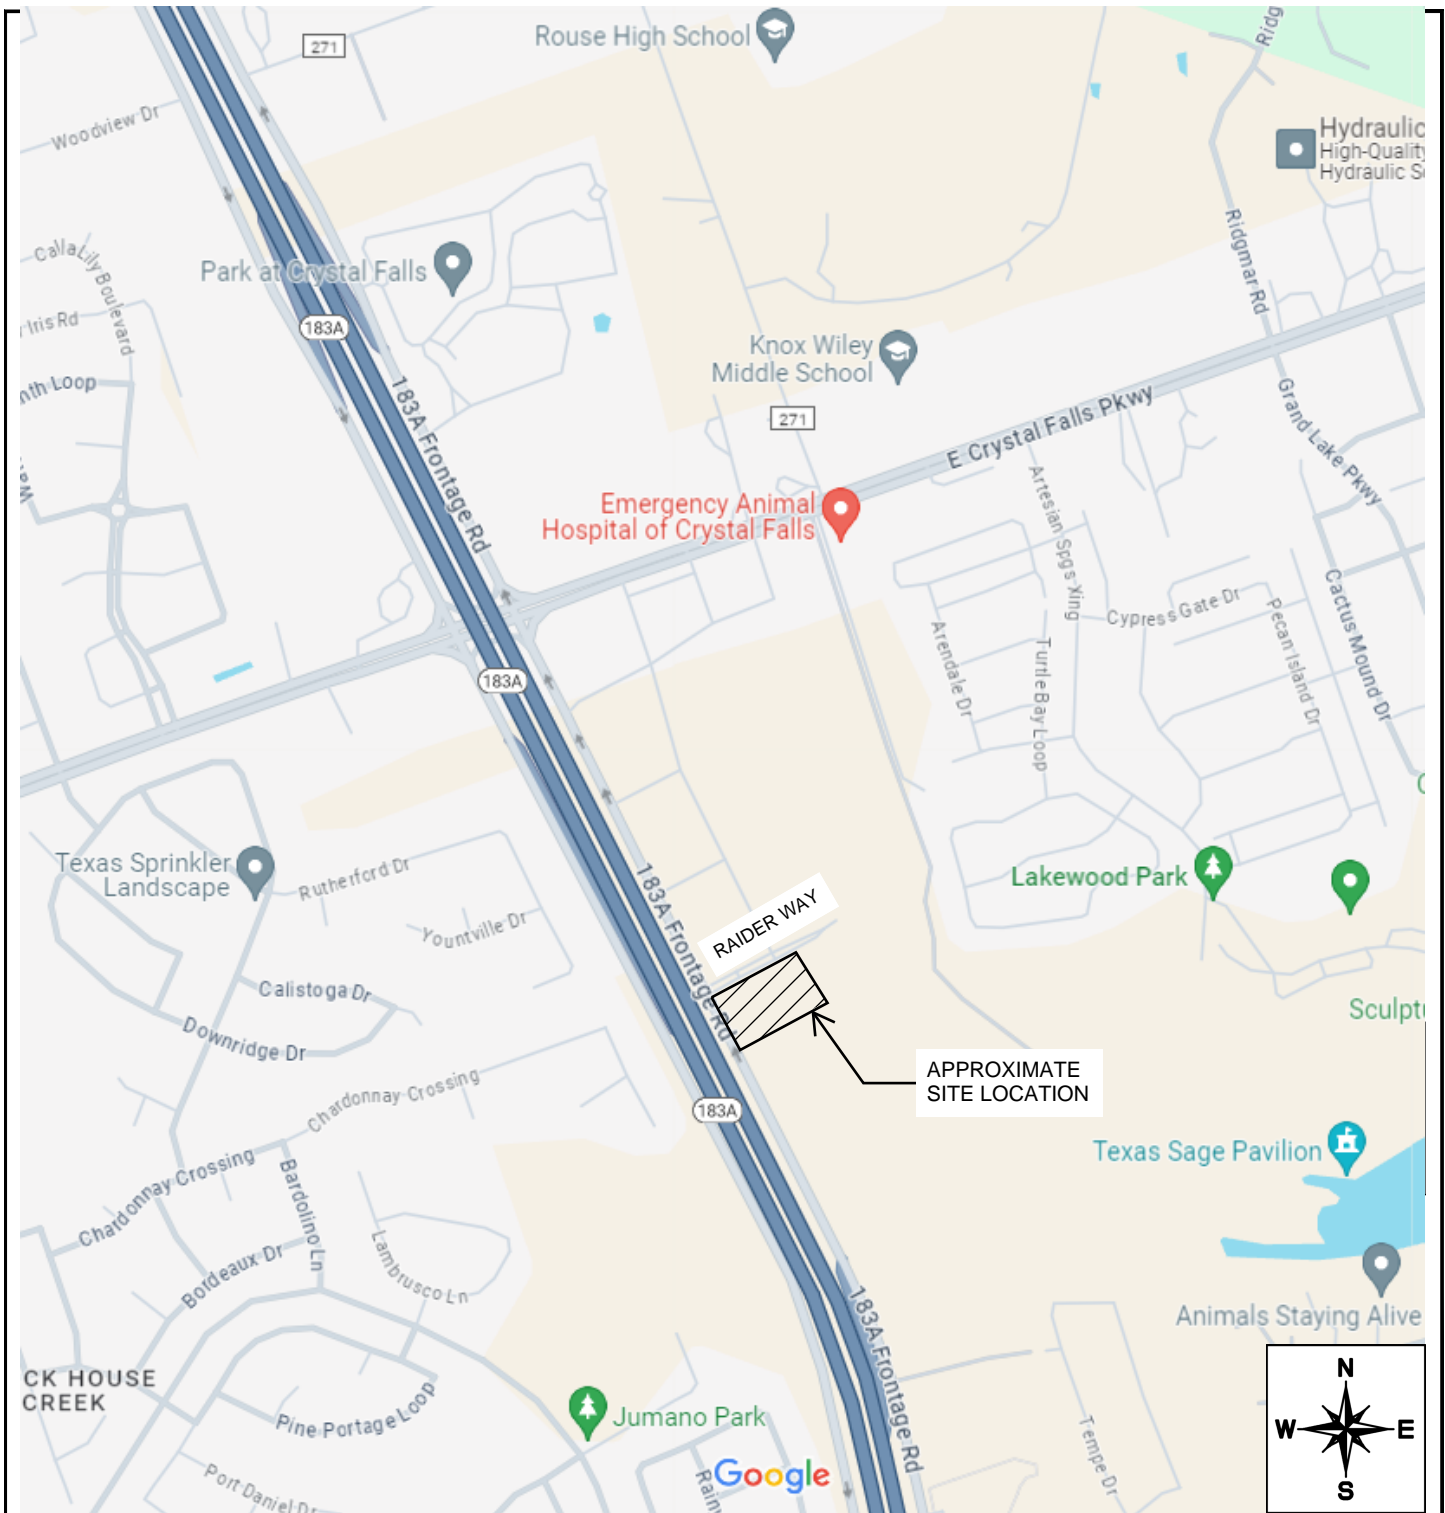 271
Rouse High School
Woodview Dr
Hydraulic
High-Quality
Hydraulic
Ridgmar Rd
Calla Lily Boulevard
Park at Crystal Falls
Iris Rd
183A
Knox Wiley
Middle School
Loop
183A Frontage Rd
271
E Crystal Falls Pkwy
Grand Lake Pkwy
Emergency Animal
Hospital of Crystal Falls
Artesian Spgs Xing
Cypress Gate Dr
Pecan Island Dr
Cactus Mound Dr
Arendale Dr
Turtle Bay Loop
183A
Texas Sprinkler
Landscape
Rutherford Dr
Yountville Dr
183A Frontage Rd
RAIDER WAY
Lakewood Park
Calistoga Dr
Downridge Dr
APPROXIMATE
SITE LOCATION
Chardonnay Crossing
183A
Chardonnay Crossing
Texas Sage Pavilion
Bardolino Ln
Bordeaux Dr
Lambrusco Ln
Animals Staying Alive
183A Frontage Rd
CK HOUSE
CREEK
Pine Portage Loop
Jumano Park
Tempe Dr
Port Daniel Dr
Google
N
W E
S